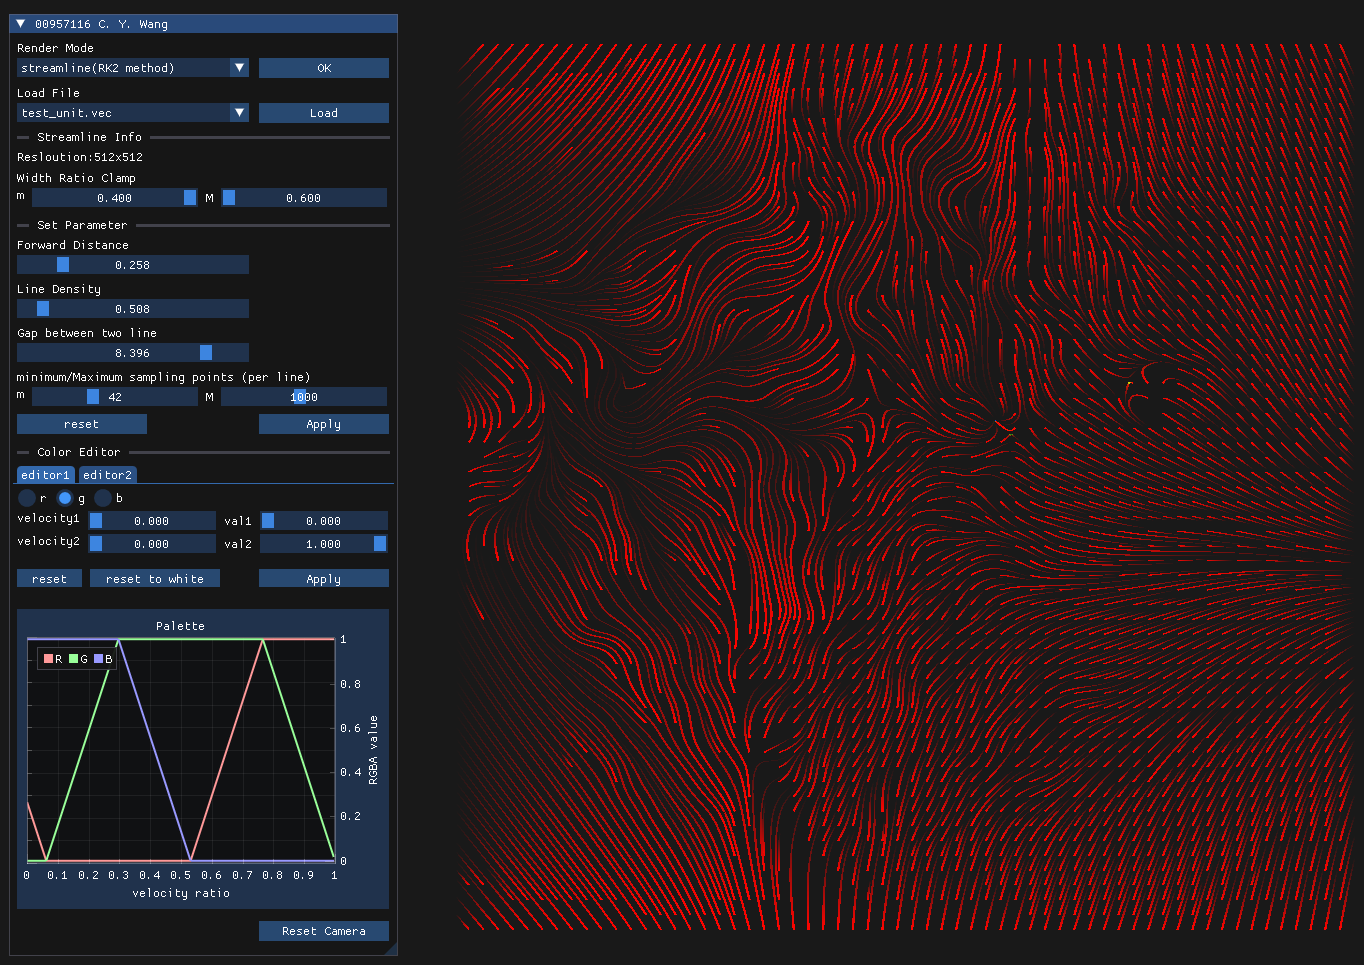 00957116 C. Y. Wang
Render Mode
streamline(RK2 method) OK
Load File
test_unit.vec Load
Streamline Info
Resloution:512x512
Width Ratio Clamp
m 0.400 M 0.600
Set Parameter
Forward Distance
0.258
Line Density
0.508
Gap between two line
8.396
minimum/Maximum sampling points (per line)
m 42 M 1000
reset Apply
Color Editor
editor1 editor2
r g b
velocity1 0.000 val1 0.000
velocity2 0.000 val2 1.000
reset reset to white Apply
Palette
R G B
1
0.8
0.6
0.4
0.2
0
RGBA value
0 0.1 0.2 0.3 0.4 0.5 0.6 0.7 0.8 0.9 1
velocity ratio
Reset Camera